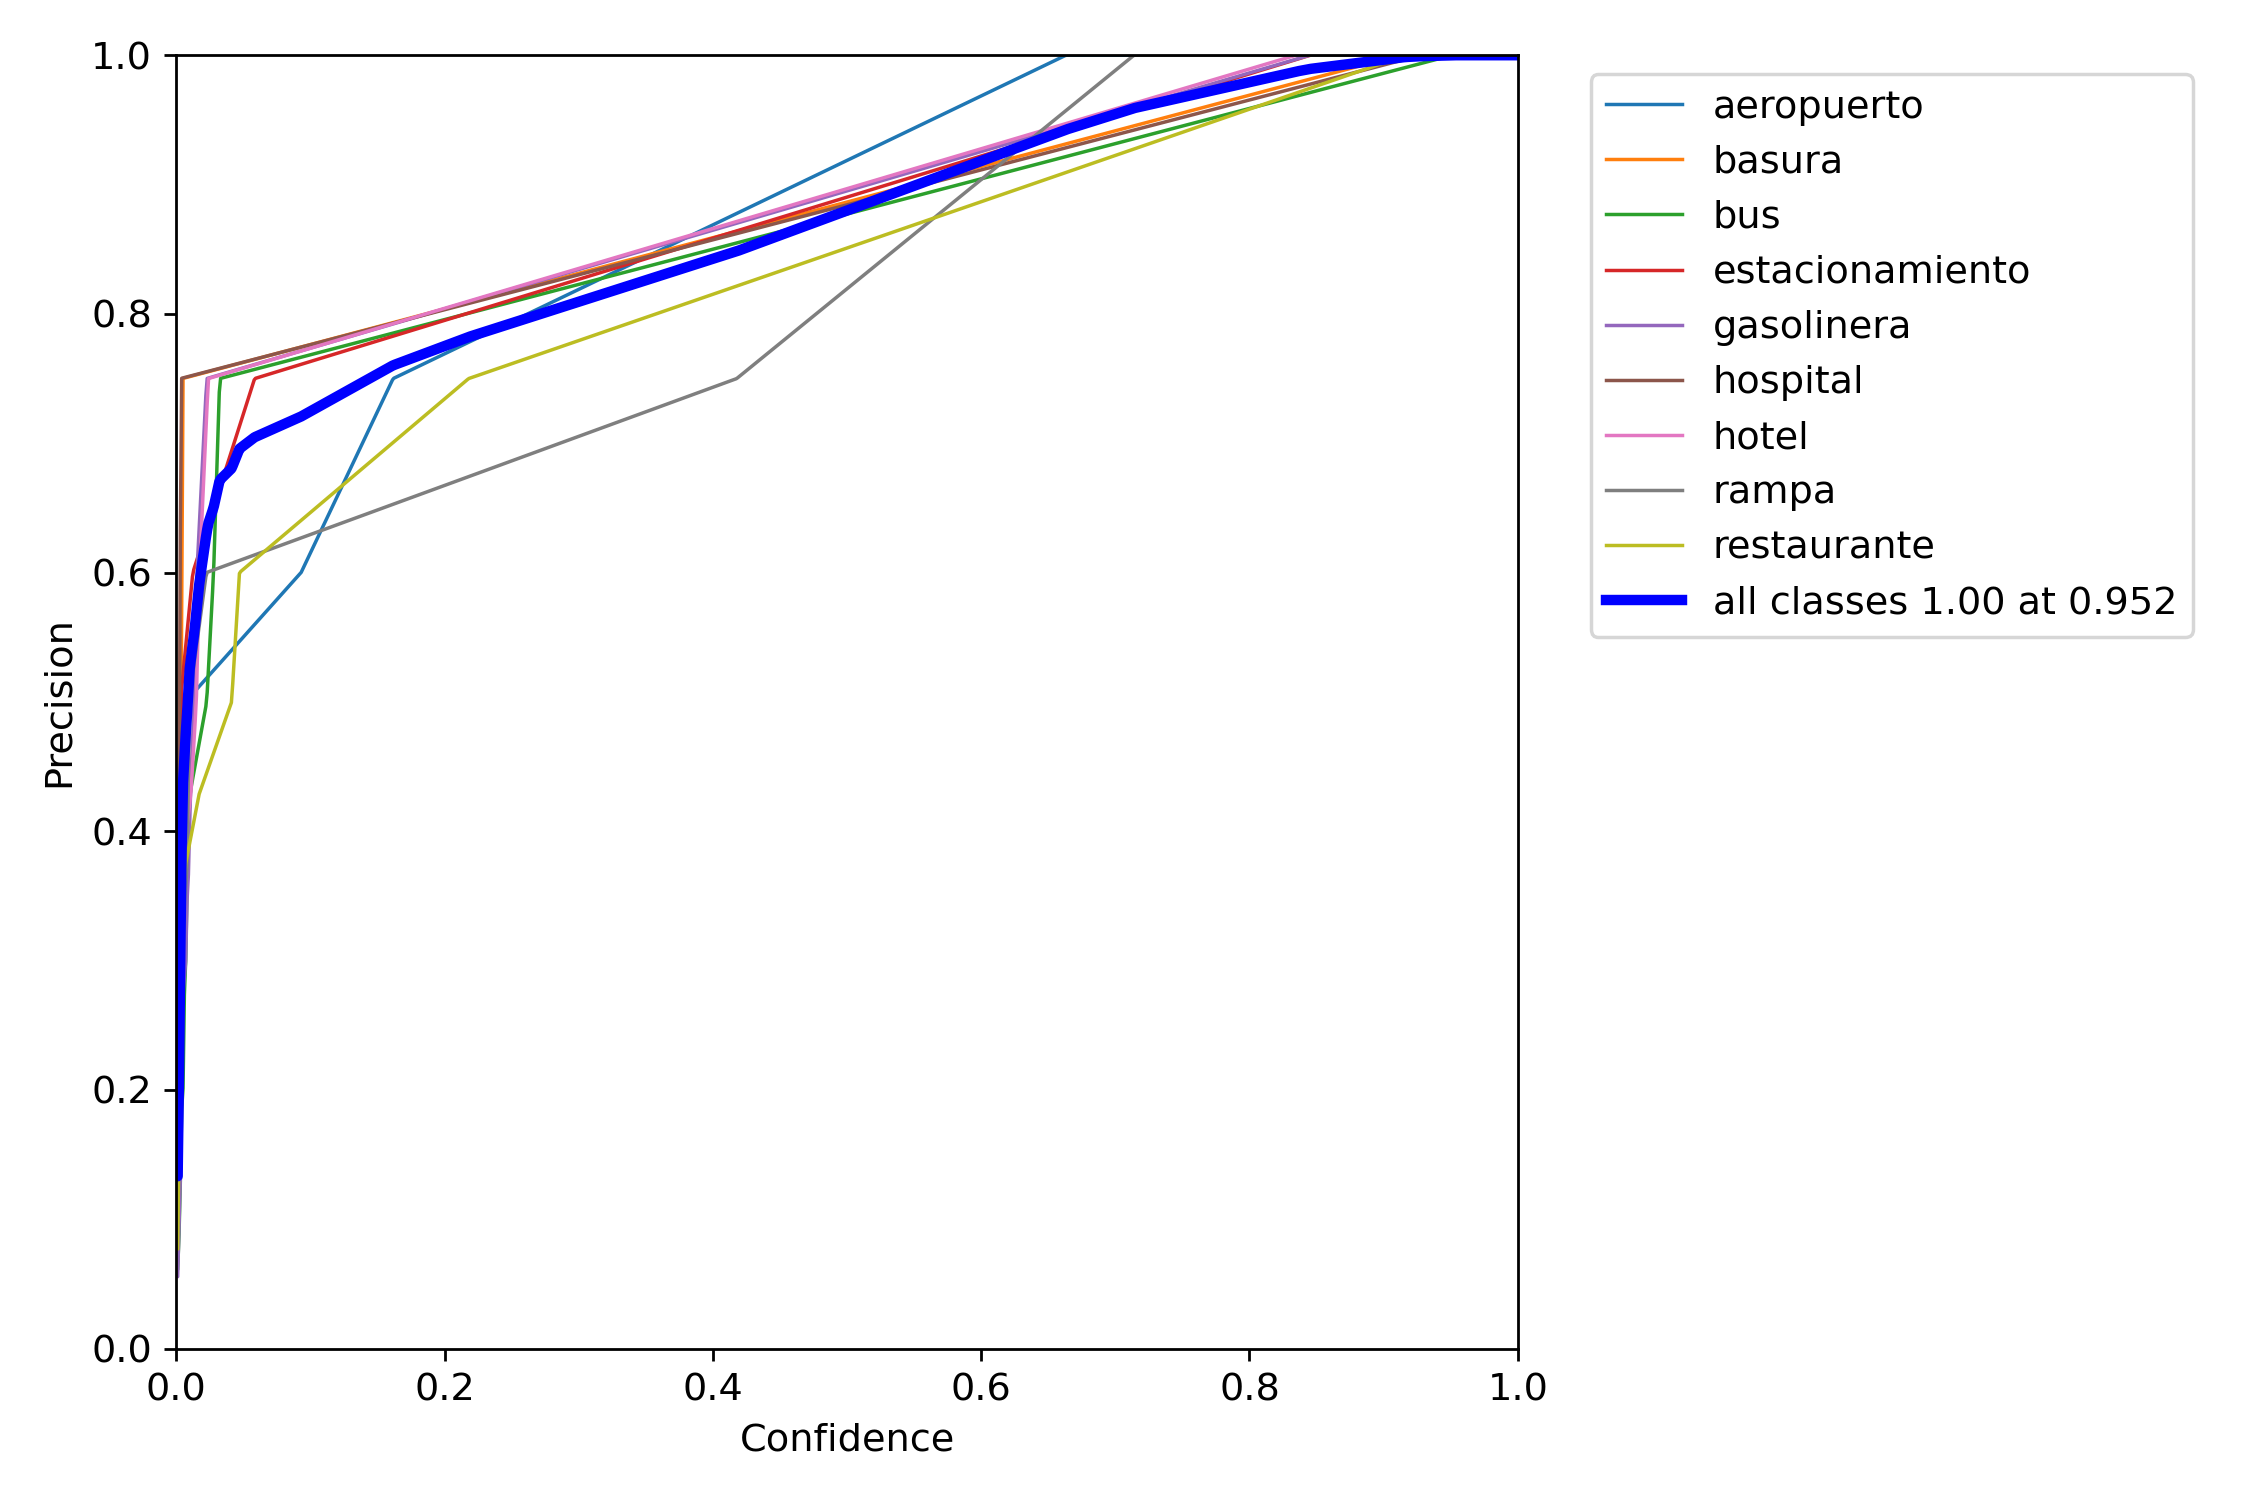 1.0
0.8
0.6
0.4
0.2
0.0
Precision
0.0 0.2 0.4 0.6 0.8 1.0
Confidence
aeropuerto
basura
bus
estacionamiento
gasolinera
hospital
hotel
rampa
restaurante
all classes 1.00 at 0.952